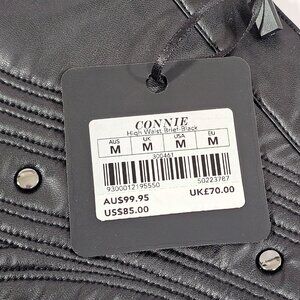 CONNIE
High Waist Brief-Black
AUS UK USA EU
M M M M
300461
9300012195550 50223787
AU$99.95 UK£70.00
US$85.00